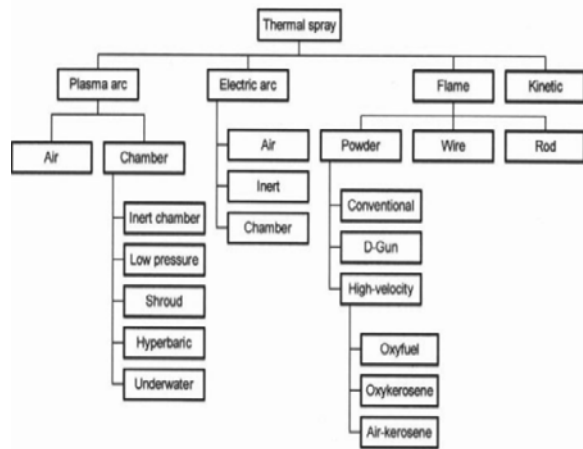 Thermal spray
Plasma arc
Electric arc
Flame
Kinetic
Air
Chamber
Air
Powder
Wire
Rod
Inert chamber
Inert
Conventional
Low pressure
Chamber
D-Gun
Shroud
High-velocity
Hyperbaric
Oxyfuel
Underwater
Oxykerosene
Air-kerosene